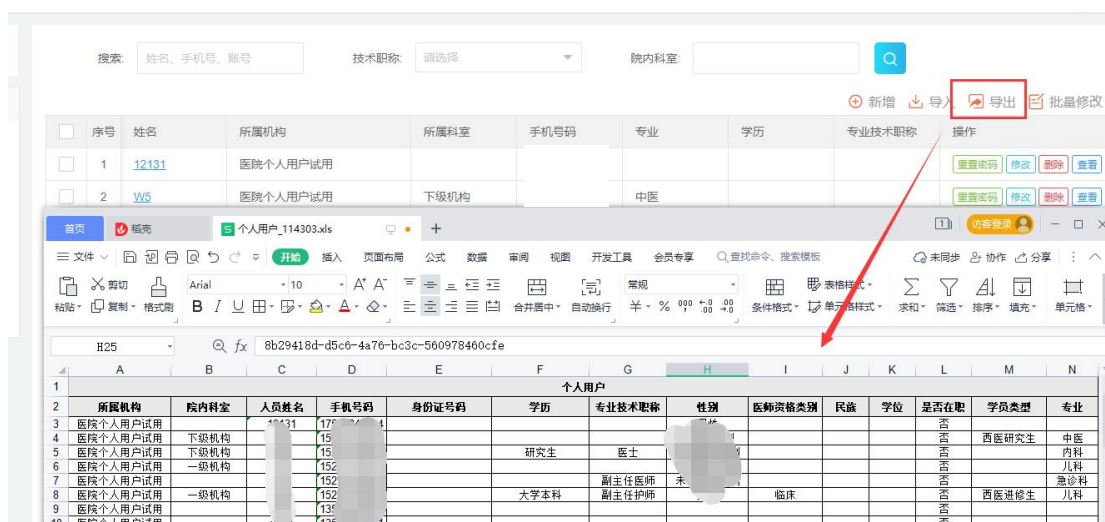 搜索: 姓名、手机号、账号 技术职称: 请选择 院内科室:
新增 导入 导出 批量修改
序号 姓名 所属机构 所属科室 手机号码 专业 学历 专业技术职称 操作
1 12131 医院个人用户试用 重置密码 修改 删除 查看
2 W5 医院个人用户试用 下级机构 中医 重置密码 修改 删除 查看
首页 稻壳 S 个人用户_114303.xls + 1 访客登录
文件 开始 插入 页面布局 公式 数据 审阅 视图 开发工具 会员专享 查找命令、搜索模板 未同步 协作 分享
剪切 Arial 10 A+ A- 常规 表格样式
粘贴 复制 格式刷 B I U A 合并居中 自动换行 ¥ % 000 条件格式 单元格样式 求和 筛选 排序 填充 单元格
H25 fx 8b29418d-d5c6-4a76-bc3c-560978460cfe
A B C D E F G H I J K L M N
1 个人用户
2 所属机构 院内科室 人员姓名 手机号码 身份证号码 学历 专业技术职称 性别 医师资格类别 民族 学位 是否在职 学员类型 专业
3 医院个人用户试用 否
4 医院个人用户试用 下级机构 否 西医研究生 中医
5 医院个人用户试用 下级机构 研究生 医士 否 内科
6 医院个人用户试用 一级机构 152 否 儿科
7 医院个人用户试用 152 副主任医师 未 否 急诊科
8 医院个人用户试用 一级机构 152 大学本科 副主任护师 临床 否 西医进修生 儿科
9 医院个人用户试用 135 否